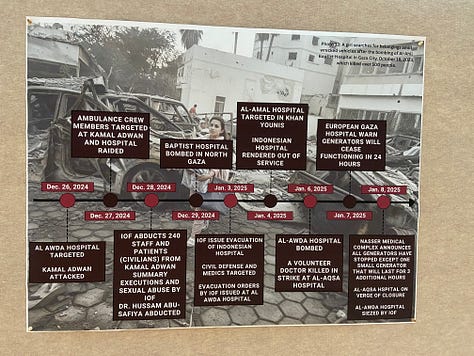 Photo 13: A girl searches for belongings amidst
wrecked vehicles after the bombing of al-Ahli
Hospital in Gaza City, October 18, 2023
which killed over 500 people.
AMBULANCE CREW
MEMBERS TARGETED
AT KAMAL ADWAN
AND HOSPITAL
RAIDED
BAPTIST HOSPITAL
BOMBED IN NORTH
GAZA
AL-AMAL HOSPITAL
TARGETED IN KHAN
YOUNIS
INDONESIAN
HOSPITAL
RENDERED OUT OF
SERVICE
EUROPEAN GAZA
HOSPITAL WARN
GENERATORS WILL
CEASE
FUNCTIONING IN 24
HOURS
Dec. 26, 2024
Dec. 27, 2024
Dec. 28, 2024
Dec. 29, 2024
Jan. 3, 2025
Jan. 4, 2025
Jan. 6, 2025
Jan. 7, 2025
Jan. 8, 2025
AL AWDA HOSPITAL
TARGETED
KAMAL ADWAN
ATTACKED
IOF ABDUCTS 240
STAFF AND
PATIENTS
(CIVILIANS) FROM
KAMAL ADWAN
SUMMARY
EXECUTIONS AND
SEXUAL ABUSE BY
IOF
DR. HUSSAM ABU-
SAFIYA ABDUCTED
IOF ISSUE EVACUATION
OF INDONESIAN
HOSPITAL
CIVIL DEFENSE AND
MEDICS TARGETED
EVACUATION ORDERS
BY IOF ISSUED AT AL
AWDA HOSPITAL
AL-AWDA HOSPITAL
BOMBED
A VOLUNTEER
DOCTOR KILLED IN
STRIKE AT AL-AQSA
HOSPITAL
NASSER MEDICAL
COMPLEX ANNOUNCES
ALL GENERATORS HAVE
STOPPED EXCEPT ONE
SMALL GENERATOR
THAT WILL LAST FOR 3
ADDITIONAL HOURS
AL-AQSA HSPITAL ON
VERGE OF CLOSURE
AL-AWDA HOSPITAL
SIEZED BY IOF